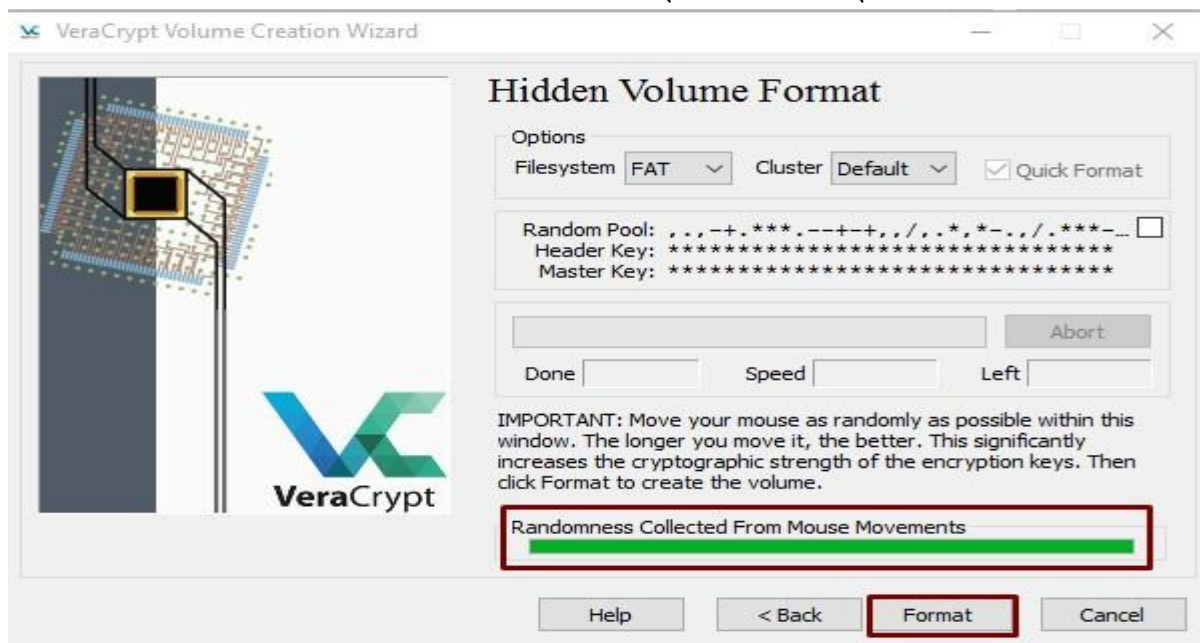 VeraCrypt Volume Creation Wizard
Hidden Volume Format
Options
Filesystem FAT Cluster Default Quick Format
Random Pool: ,.,-+.***.--+-+,,/,.*,*-.,/.***-...
Header Key: ********************************
Master Key: ********************************
Abort
Done Speed Left
IMPORTANT: Move your mouse as randomly as possible within this
window. The longer you move it, the better. This significantly
increases the cryptographic strength of the encryption keys. Then
click Format to create the volume.
VeraCrypt
Randomness Collected From Mouse Movements
Help < Back Format Cancel